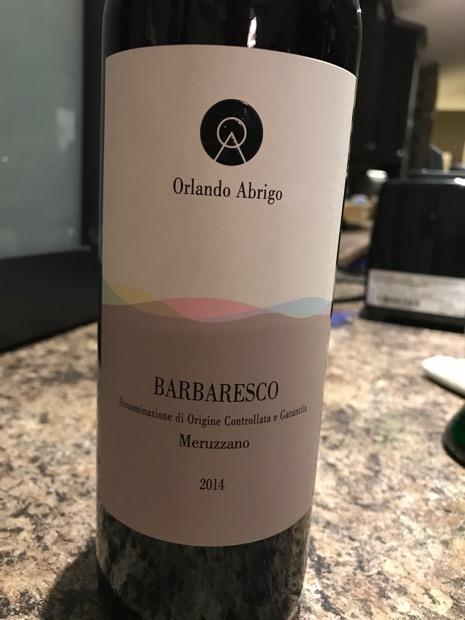 Orlando Abrigo
BARBARESCO
Denominazione di Origine Controllata e Garantita
Meruzzano
2014